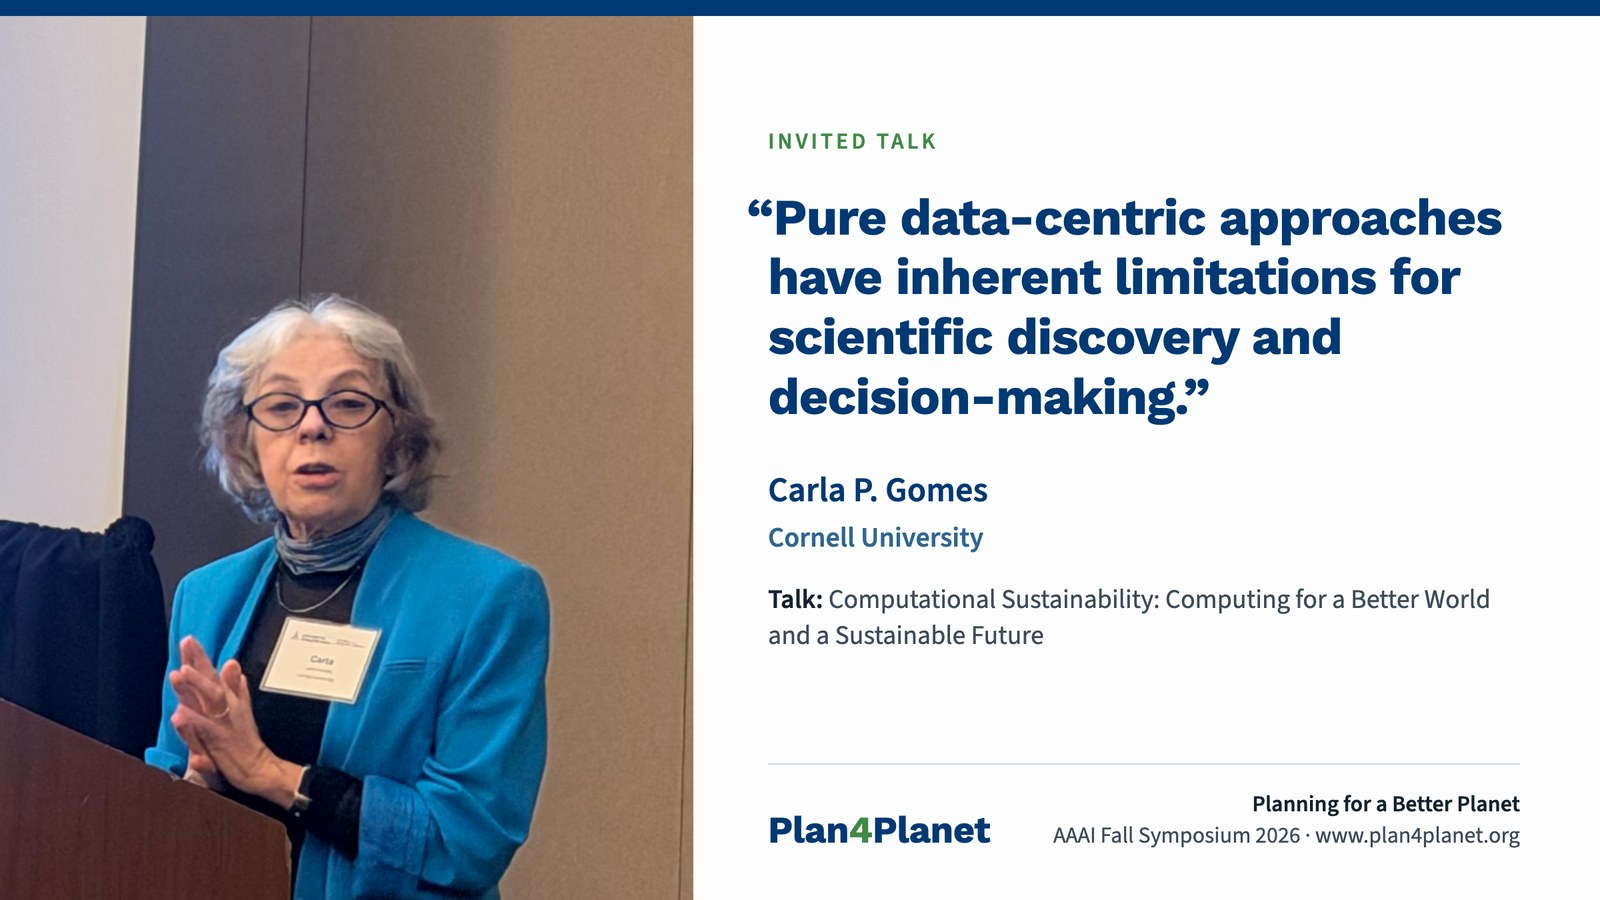 INVITED TALK
“Pure data-centric approaches
have inherent limitations for
scientific discovery and
decision-making.”
Carla P. Gomes
Cornell University
Talk: Computational Sustainability: Computing for a Better World
and a Sustainable Future
Plan4Planet
Planning for a Better Planet
AAAI Fall Symposium 2026 · www.plan4planet.org
Carla